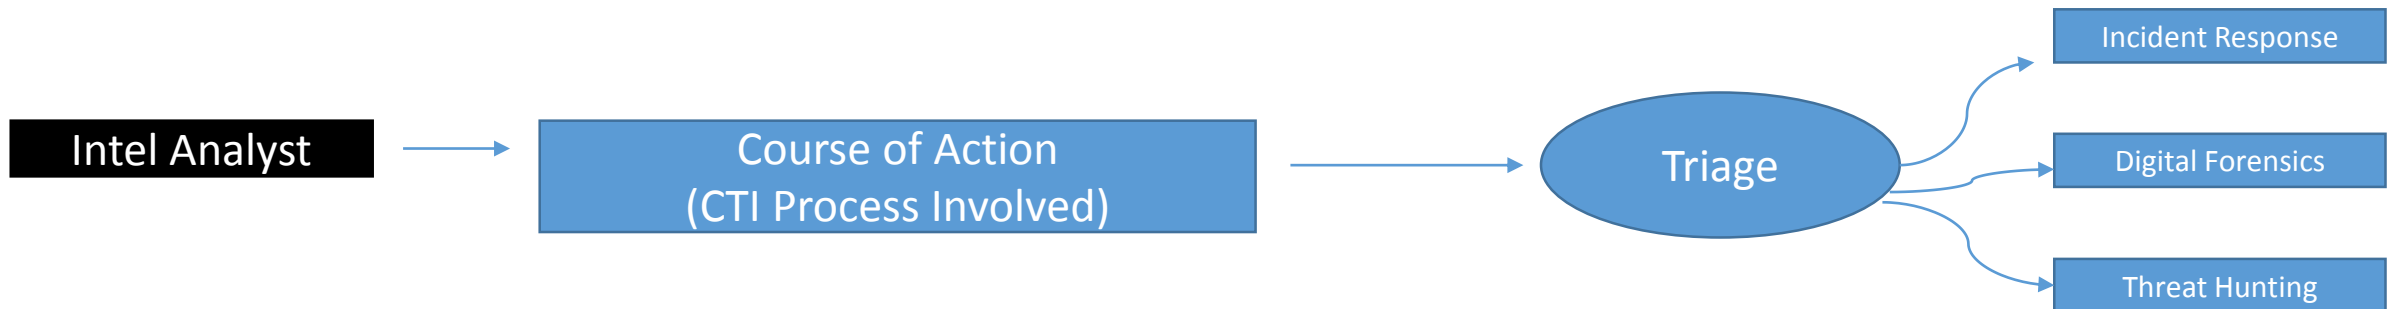 Intel Analyst
Course of Action
(CTI Process Involved)
Triage
Incident Response
Digital Forensics
Threat Hunting